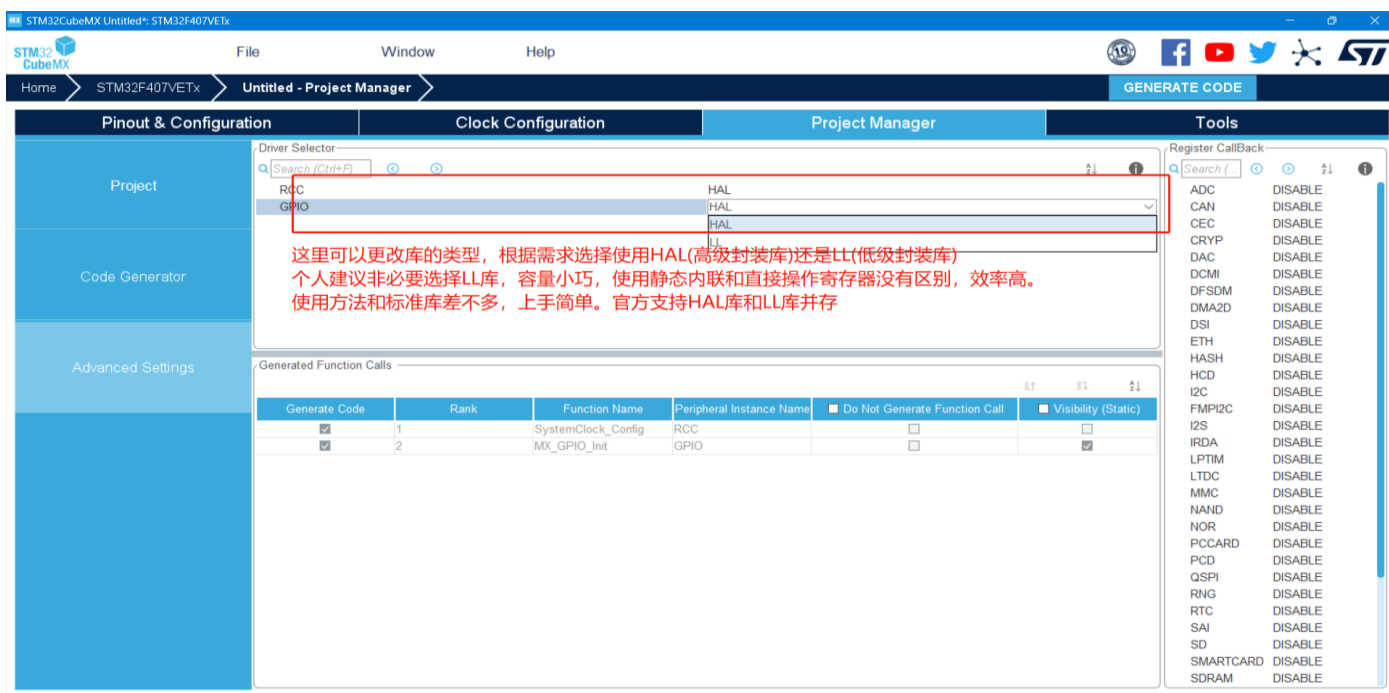 MX STM32CubeMX Untitled*: STM32F407VETx
STM32 CubeMX
File Window Help
10
Home STM32F407VETx Untitled - Project Manager GENERATE CODE
Pinout & Configuration Clock Configuration Project Manager Tools
Project
Code Generator
Advanced Settings
Driver Selector
Search (Ctrl+F)
RCC HAL
GPIO HAL
HAL
LL
这里可以更改库的类型，根据需求选择使用HAL(高级封装库)还是LL(低级封装库)
个人建议非必要选择LL库，容量小巧，使用静态内联和直接操作寄存器没有区别，效率高。
使用方法和标准库差不多，上手简单。官方支持HAL库和LL库并存
Generated Function Calls
Generate Code Rank Function Name Peripheral Instance Name Do Not Generate Function Call Visibility (Static)
1 SystemClock_Config RCC
2 MX_GPIO_Init GPIO
Register CallBack
Search (...
ADC DISABLE
CAN DISABLE
CEC DISABLE
CRYP DISABLE
DAC DISABLE
DCMI DISABLE
DFSDM DISABLE
DMA2D DISABLE
DSI DISABLE
ETH DISABLE
HASH DISABLE
HCD DISABLE
I2C DISABLE
FMPI2C DISABLE
I2S DISABLE
IRDA DISABLE
LPTIM DISABLE
LTDC DISABLE
MMC DISABLE
NAND DISABLE
NOR DISABLE
PCCARD DISABLE
PCD DISABLE
QSPI DISABLE
RNG DISABLE
RTC DISABLE
SAI DISABLE
SD DISABLE
SMARTCARD DISABLE
SDRAM DISABLE